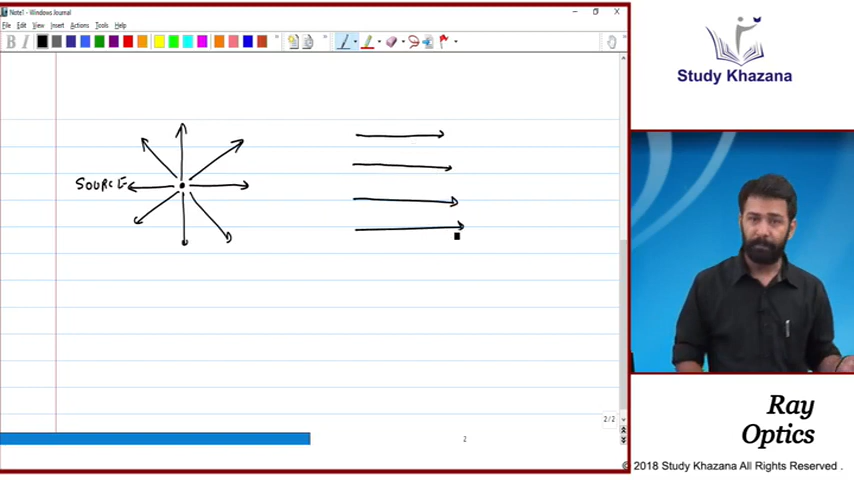 Note1 - Windows Journal
File Edit View Insert Actions Tools Help
B I
SOURCE
2/2
2
Study Khazana
Ray
Optics
© 2018 Study Khazana All Rights Reserved .